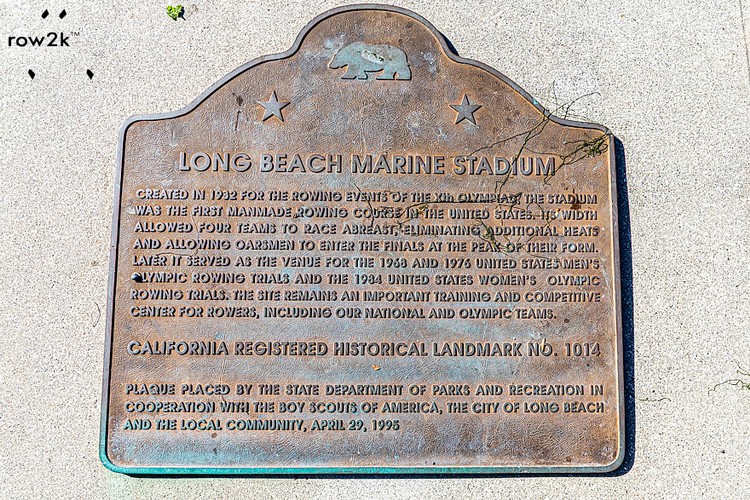 row2k™
LONG BEACH MARINE STADIUM
CREATED IN 1932 FOR THE ROWING EVENTS OF THE Xth OLYMPIAD, THE STADIUM
WAS THE FIRST MANMADE ROWING COURSE IN THE UNITED STATES. ITS WIDTH
ALLOWED FOUR TEAMS TO RACE ABREAST, ELIMINATING ADDITIONAL HEATS
AND ALLOWING OARSMEN TO ENTER THE FINALS AT THE PEAK OF THEIR FORM.
LATER IT SERVED AS THE VENUE FOR THE 1968 AND 1976 UNITED STATES MEN'S
OLYMPIC ROWING TRIALS AND THE 1984 UNITED STATES WOMEN'S OLYMPIC
ROWING TRIALS. THE SITE REMAINS AN IMPORTANT TRAINING AND COMPETITIVE
CENTER FOR ROWERS, INCLUDING OUR NATIONAL AND OLYMPIC TEAMS.
CALIFORNIA REGISTERED HISTORICAL LANDMARK NO. 1014
PLAQUE PLACED BY THE STATE DEPARTMENT OF PARKS AND RECREATION IN
COOPERATION WITH THE BOY SCOUTS OF AMERICA, THE CITY OF LONG BEACH
AND THE LOCAL COMMUNITY, APRIL 29, 1995